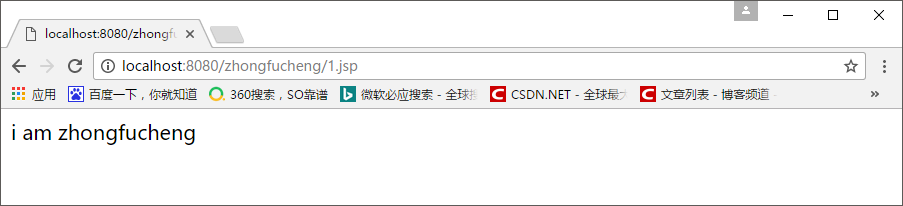 localhost:8080/zhongfu
localhost:8080/zhongfucheng/1.jsp
应用 百度一下，你就知道 360搜索，SO靠谱 微软必应搜索 - 全球搜 CSDN.NET - 全球最大 文章列表 - 博客频道 -
i am zhongfucheng